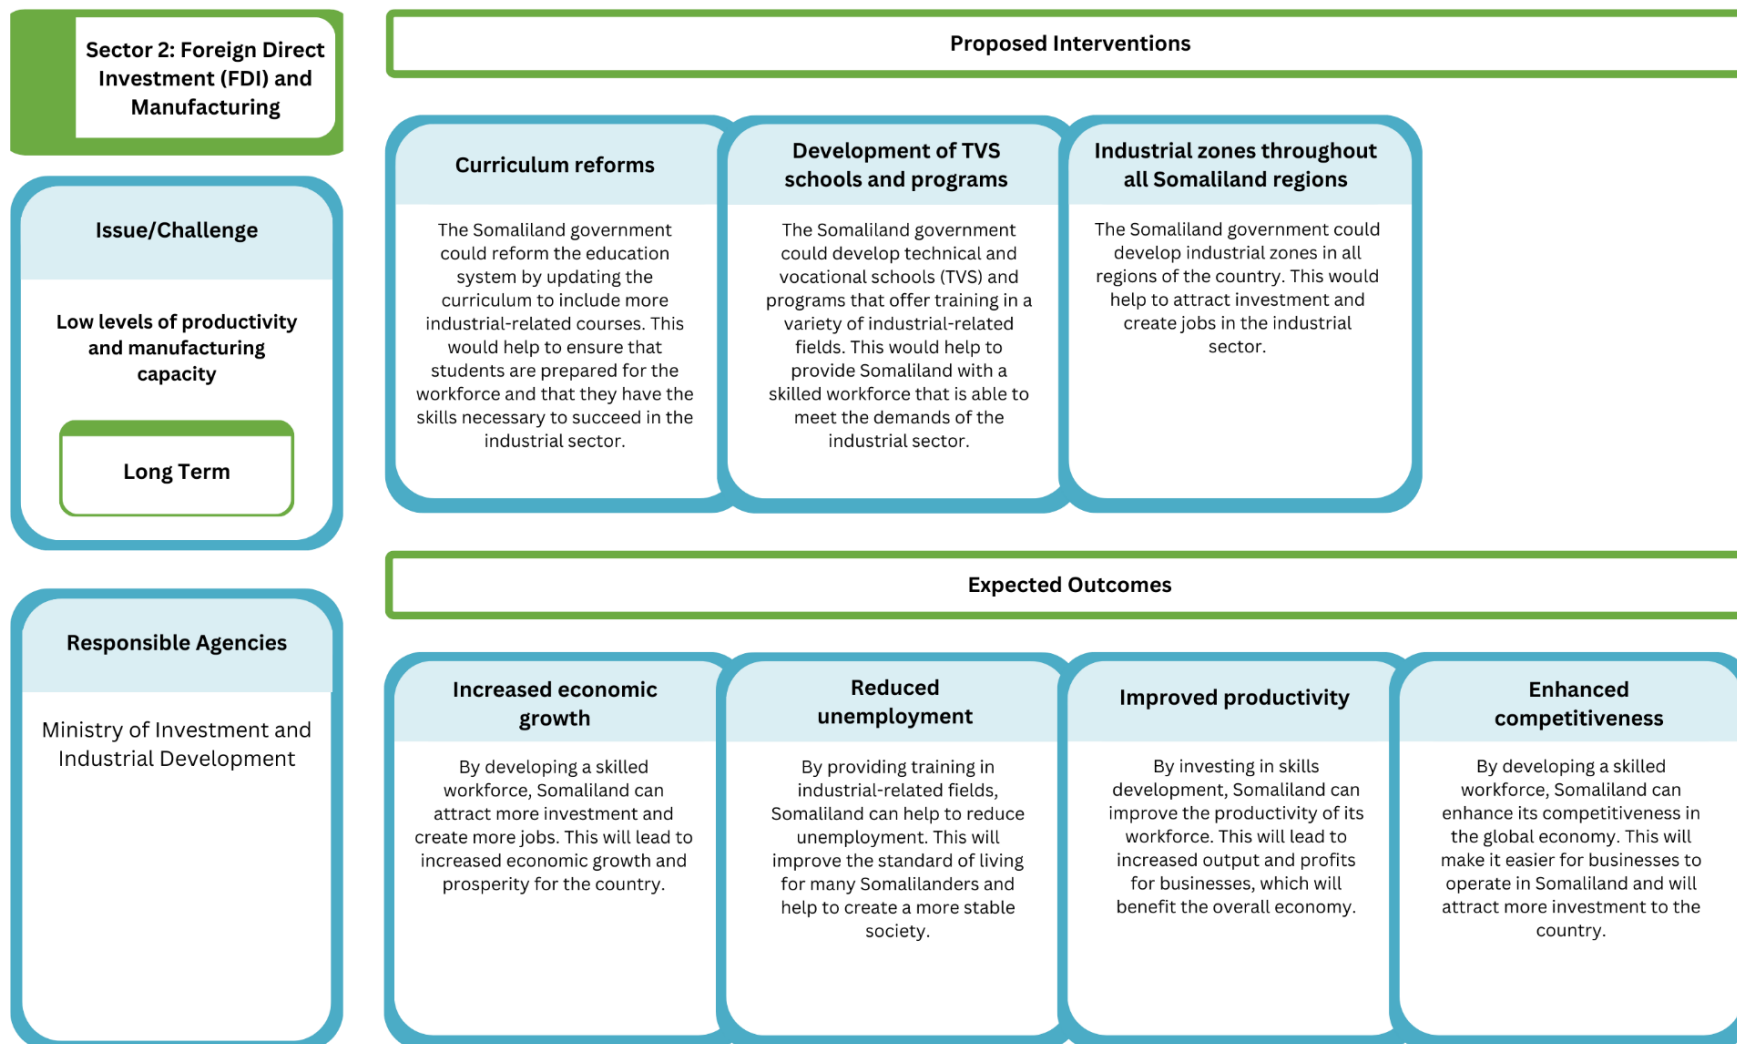 Sector 2: Foreign Direct
Investment (FDI) and
Manufacturing
Issue/Challenge
Low levels of productivity
and manufacturing
capacity
Long Term
Responsible Agencies
Ministry of Investment and
Industrial Development
Proposed Interventions
Curriculum reforms
The Somaliland government
could reform the education
system by updating the
curriculum to include more
industrial-related courses. This
would help to ensure that
students are prepared for the
workforce and that they have the
skills necessary to succeed in the
industrial sector.
Development of TVS
schools and programs
The Somaliland government
could develop technical and
vocational schools (TVS) and
programs that offer training in a
variety of industrial-related
fields. This would help to
provide Somaliland with a
skilled workforce that is able to
meet the demands of the
industrial sector.
Industrial zones throughout
all Somaliland regions
The Somaliland government could
develop industrial zones in all
regions of the country. This would
help to attract investment and
create jobs in the industrial
sector.
Expected Outcomes
Increased economic
growth
By developing a skilled
workforce, Somaliland can
attract more investment and
create more jobs. This will lead to
increased economic growth and
prosperity for the country.
Reduced
unemployment
By providing training in
industrial-related fields,
Somaliland can help to reduce
unemployment. This will
improve the standard of living
for many Somalilanders and
help to create a more stable
society.
Improved productivity
By investing in skills
development, Somaliland can
improve the productivity of its
workforce. This will lead to
increased output and profits
for businesses, which will
benefit the overall economy.
Enhanced
competitiveness
By developing a skilled
workforce, Somaliland can
enhance its competitiveness in
the global economy. This will
make it easier for businesses to
operate in Somaliland and will
attract more investment to the
country.